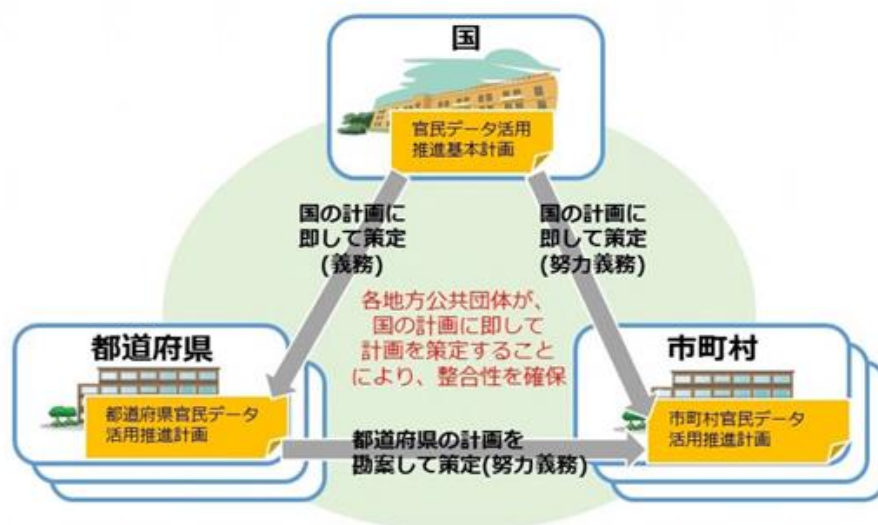 国
官民データ活用
推進基本計画
国の計画に
即して策定
(義務)
国の計画に
即して策定
(努力義務)
各地方公共団体が、
国の計画に即して
計画を策定すること
により、整合性を確保
都道府県
都道府県官民データ
活用推進計画
市町村
市町村官民データ
活用推進計画
都道府県の計画を
勘案して策定(努力義務)